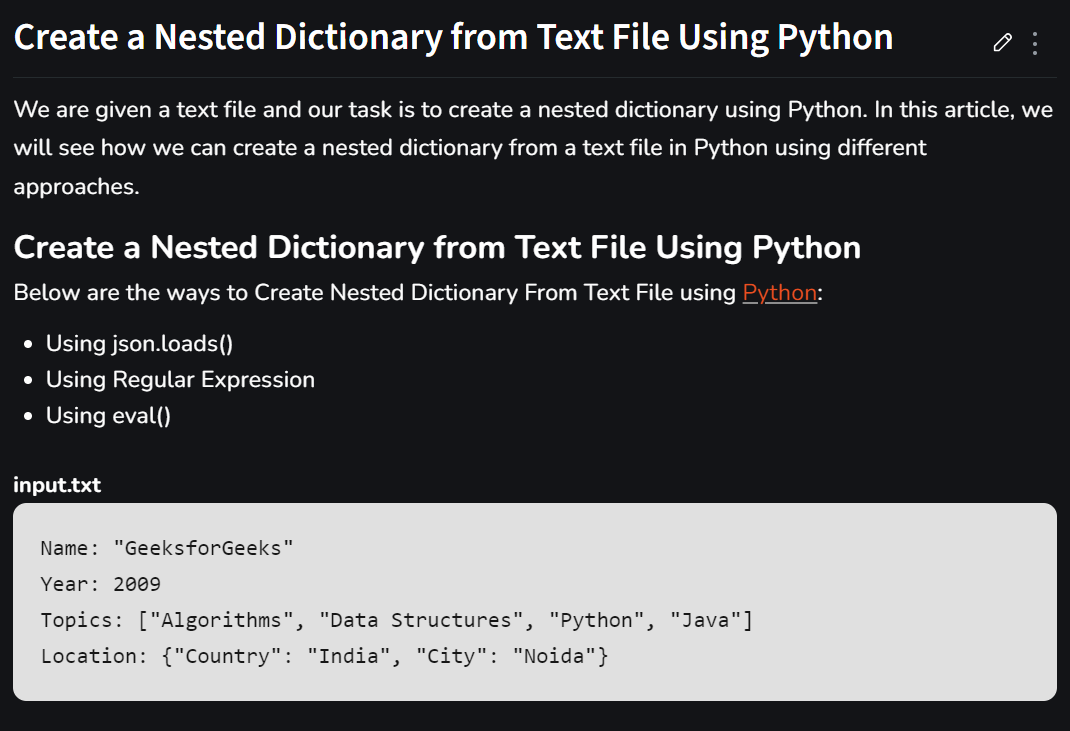 Create a Nested Dictionary from Text File Using Python
We are given a text file and our task is to create a nested dictionary using Python. In this article, we
will see how we can create a nested dictionary from a text file in Python using different
approaches.
Create a Nested Dictionary from Text File Using Python
Below are the ways to Create Nested Dictionary From Text File using Python:
• Using json.loads()
• Using Regular Expression
• Using eval()
input.txt
Name: "GeeksforGeeks"
Year: 2009
Topics: ["Algorithms", "Data Structures", "Python", "Java"]
Location: {"Country": "India", "City": "Noida"}